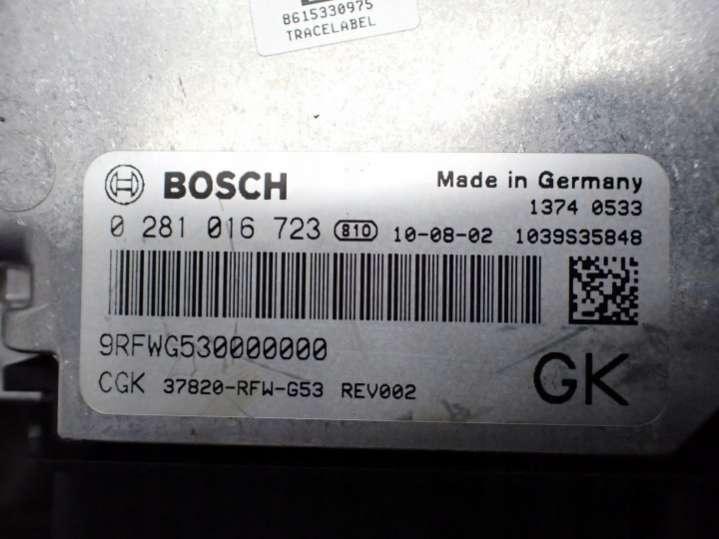 8615330975
TRACELABEL
BOSCH
Made in Germany
1374 0533
0 281 016 723 810 10-08-02 1039S35848
9RFWG530000000
CGK 37820-RFW-G53 REV002
GK